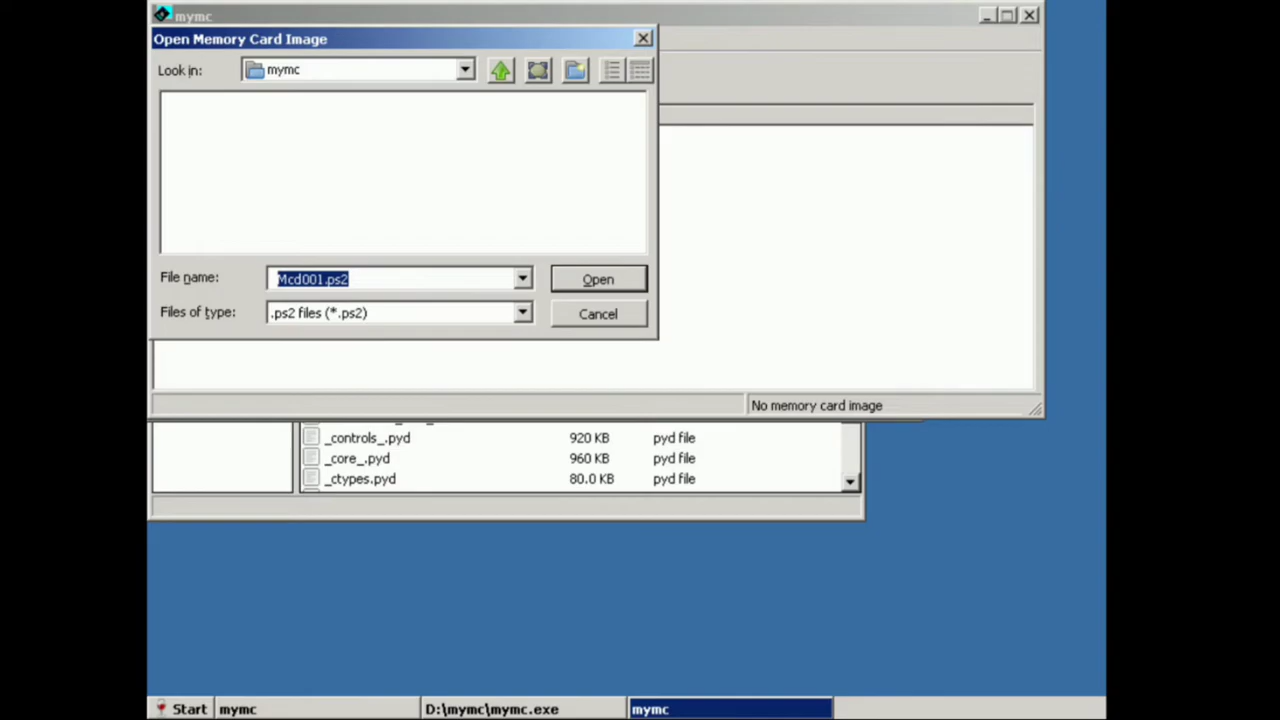 mymc
Open Memory Card Image
Look in:
mymc
File name:
Mcd001.ps2
Open
Files of type:
.ps2 files (*.ps2)
Cancel
No memory card image
_controls_.pyd 920 KB pyd file
_core_.pyd 960 KB pyd file
_ctypes.pyd 80.0 KB pyd file
Start mymc D:\mymc\mymc.exe mymc